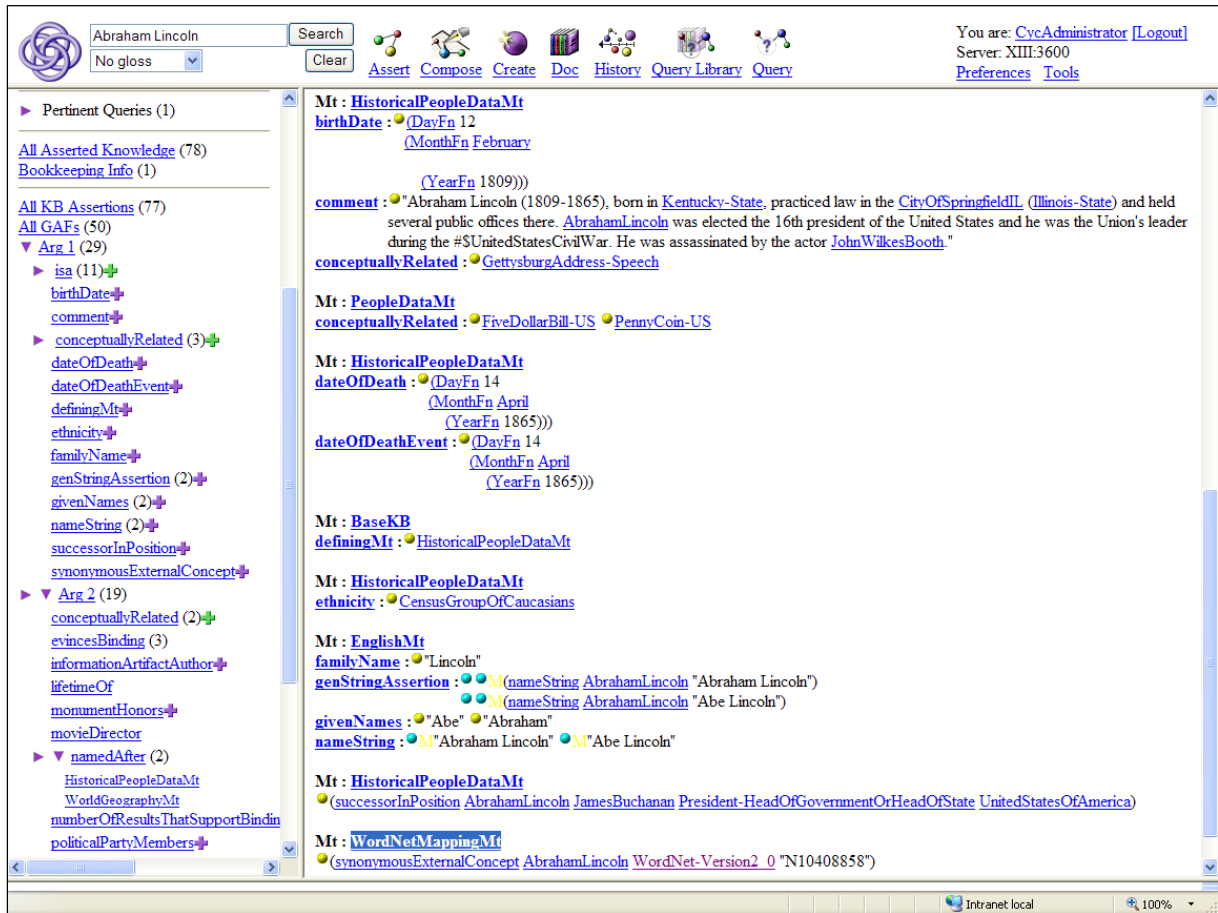 Abraham Lincoln
Search
No gloss
Clear
Assert Compose Create Doc History Query Library Query
You are: CycAdministrator [Logout]
Server: XIII:3600
Preferences Tools
Pertinent Queries (1)
All Asserted Knowledge (78)
Bookkeeping Info (1)
All KB Assertions (77)
All GAFs (50)
Arg 1 (29)
isa (11)
birthDate
comment
conceptuallyRelated (3)
dateOfDeath
dateOfDeathEvent
definingMt
ethnicity
familyName
genStringAssertion (2)
givenNames (2)
nameString (2)
successorInPosition
synonymousExternalConcept
Arg 2 (19)
conceptuallyRelated (2)
evincesBinding (3)
informationArtifactAuthor
lifetimeOf
monumentHonors
movieDirector
namedAfter (2)
HistoricalPeopleDataMt
WorldGeographyMt
numberOfResultsThatSupportBindin
politicalPartyMembers
Mt : HistoricalPeopleDataMt
birthDate : (DayFn 12
(MonthFn February
(YearFn 1809)))
comment : "Abraham Lincoln (1809-1865), born in Kentucky-State, practiced law in the CityOfSpringfieldIL (Illinois-State) and held
several public offices there. AbrahamLincoln was elected the 16th president of the United States and he was the Union's leader
during the #$UnitedStatesCivilWar. He was assassinated by the actor JohnWilkesBooth."
conceptuallyRelated : GettysburgAddress-Speech
Mt : PeopleDataMt
conceptuallyRelated : FiveDollarBill-US PennyCoin-US
Mt : HistoricalPeopleDataMt
dateOfDeath : (DayFn 14
(MonthFn April
(YearFn 1865)))
dateOfDeathEvent : (DayFn 14
(MonthFn April
(YearFn 1865)))
Mt : BaseKB
definingMt : HistoricalPeopleDataMt
Mt : HistoricalPeopleDataMt
ethnicity : CensusGroupOfCaucasians
Mt : EnglishMt
familyName : "Lincoln"
genStringAssertion : M(nameString AbrahamLincoln "Abraham Lincoln")
M(nameString AbrahamLincoln "Abe Lincoln")
givenNames : "Abe" "Abraham"
nameString : M"Abraham Lincoln" M"Abe Lincoln"
Mt : HistoricalPeopleDataMt
(successorInPosition AbrahamLincoln JamesBuchanan President-HeadOfGovernmentOrHeadOfState UnitedStatesOfAmerica)
Mt : WordNetMappingMt
(synonymousExternalConcept AbrahamLincoln WordNet-Version2_0 "N10408858")
Intranet local
100%